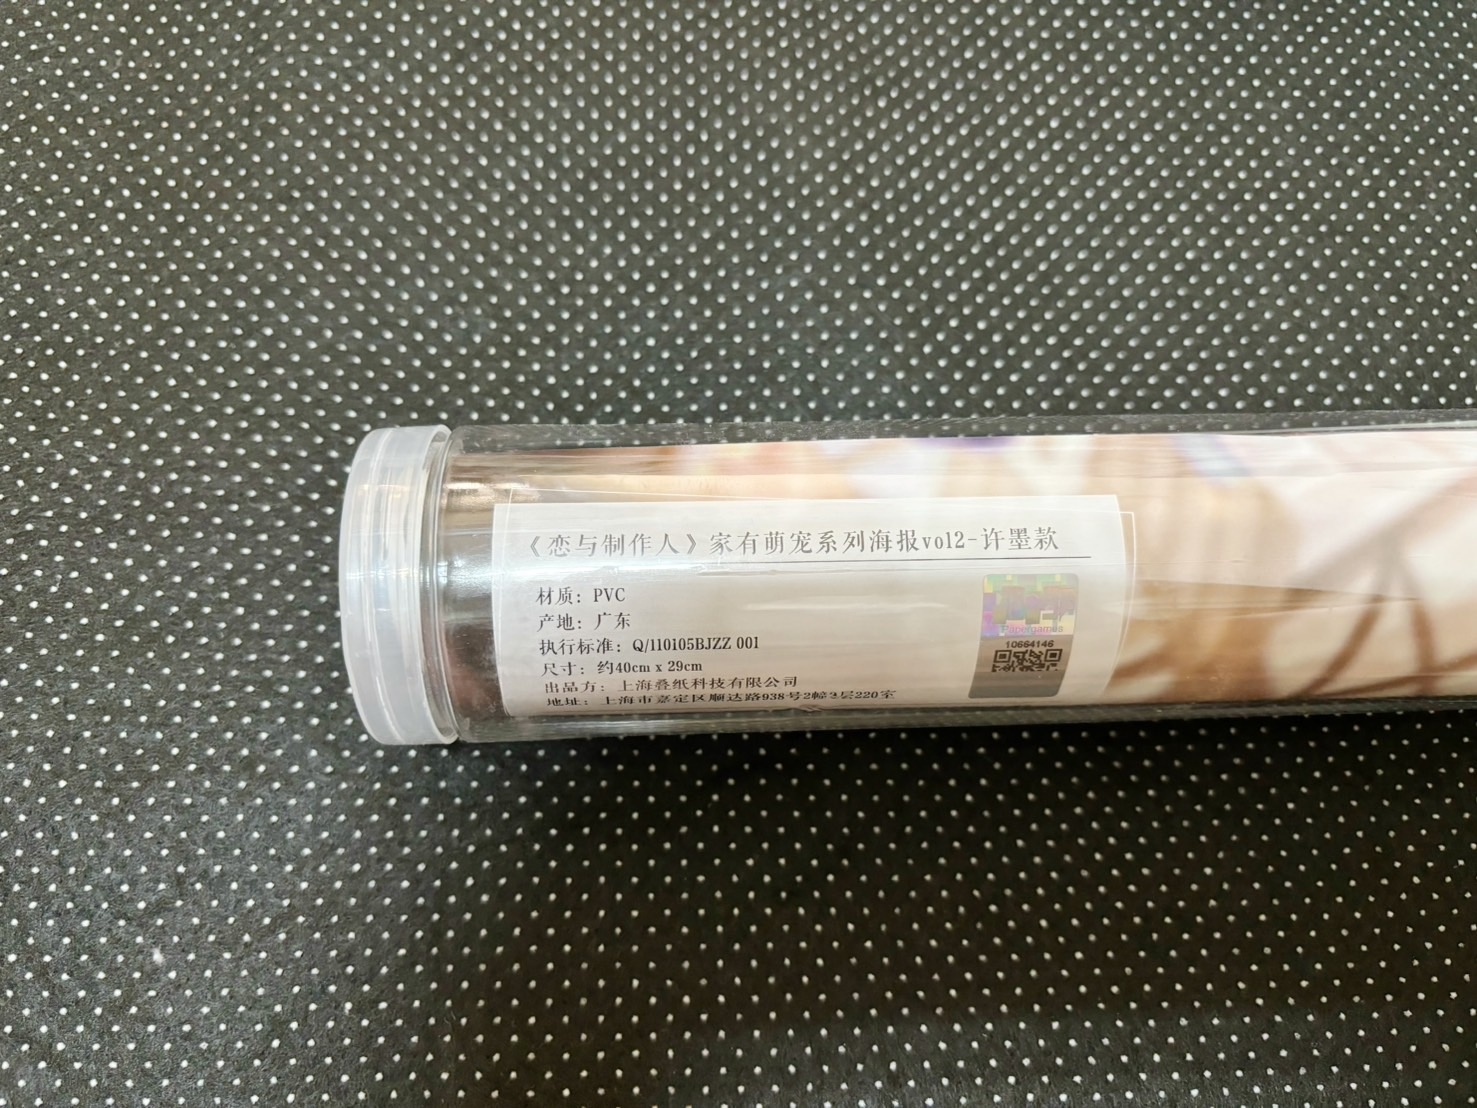 《恋与制作人》家有萌宠系列海报vol2-许墨款
材质：PVC
产地：广东
执行标准：Q/110105BJZZ 001
尺寸：约40cm x 29cm
出品方：上海叠纸科技有限公司
地址：上海市嘉定区顺达路938号2幢2层220室
Papergames
10664146